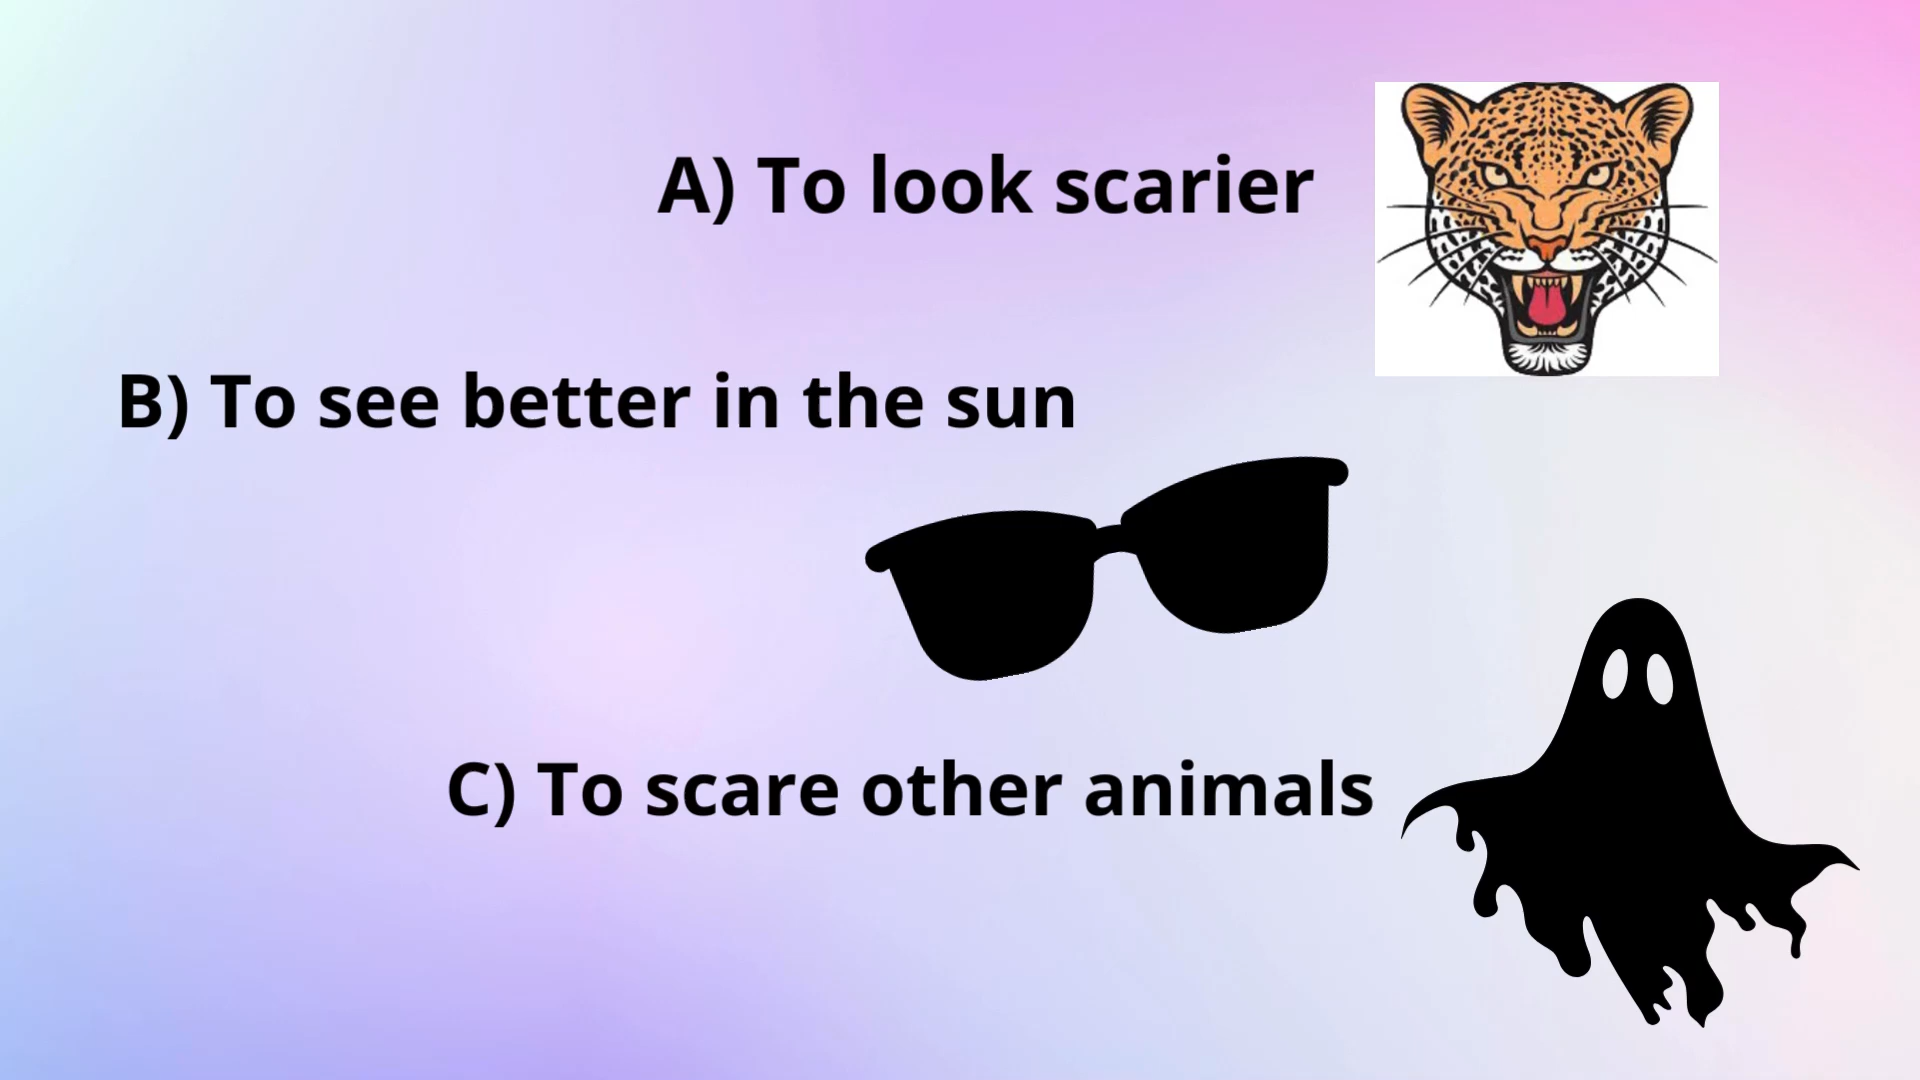 A) To look scarier
B) To see better in the sun
C) To scare other animals